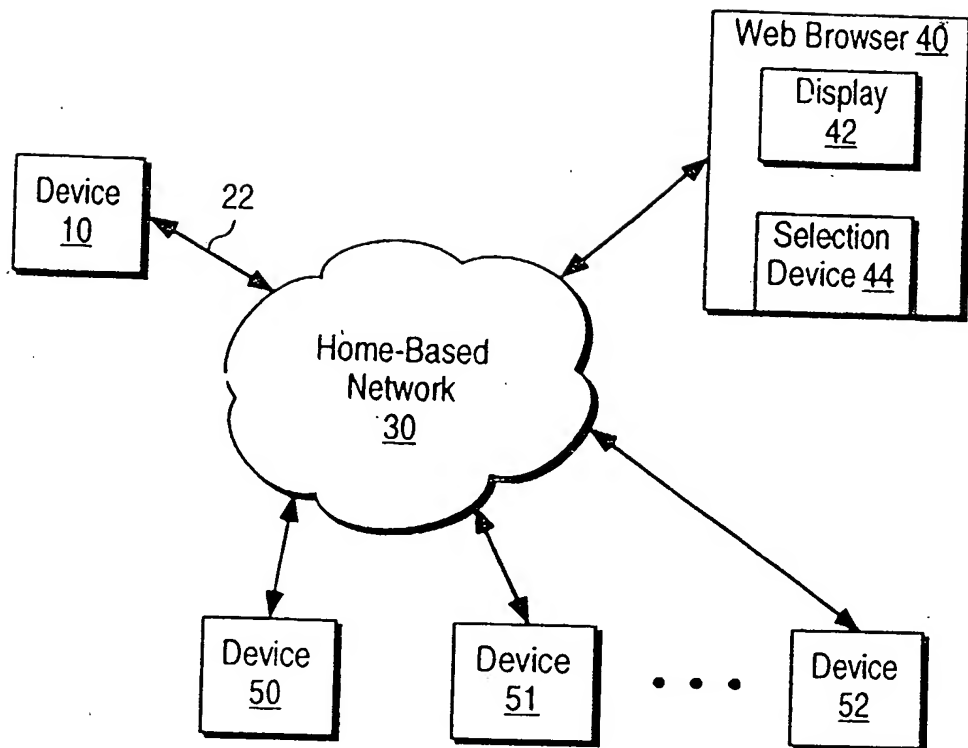 Web Browser 40
Display
42
Device
10
22
Selection
Device 44
Home-Based
Network
30
Device
50
Device
51
Device
52